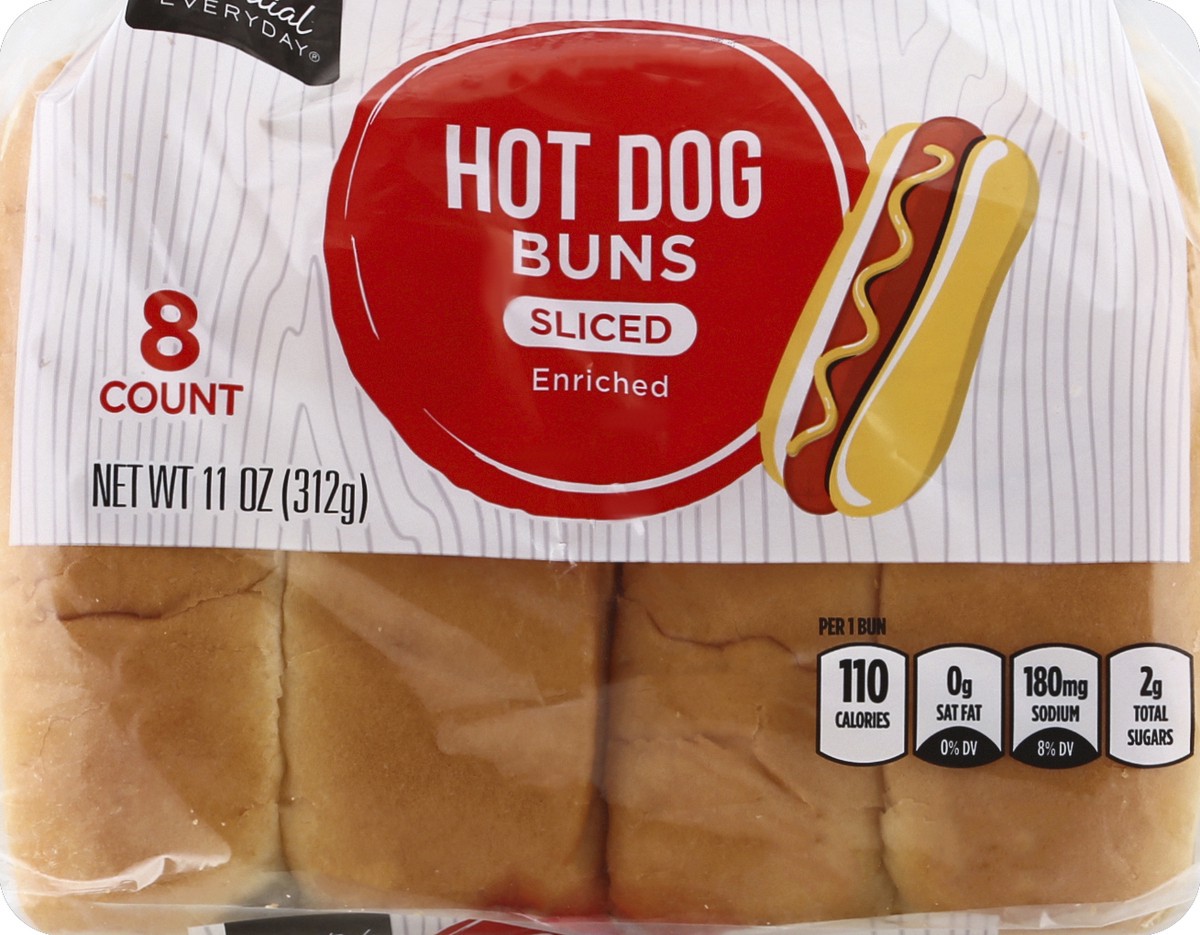 EVERYDAY®
HOT DOG
BUNS
SLICED
Enriched
8
COUNT
NET WT 11 OZ (312g)
PER 1 BUN
110
CALORIES
0g
SAT FAT
0% DV
180mg
SODIUM
8% DV
2g
TOTAL
SUGARS